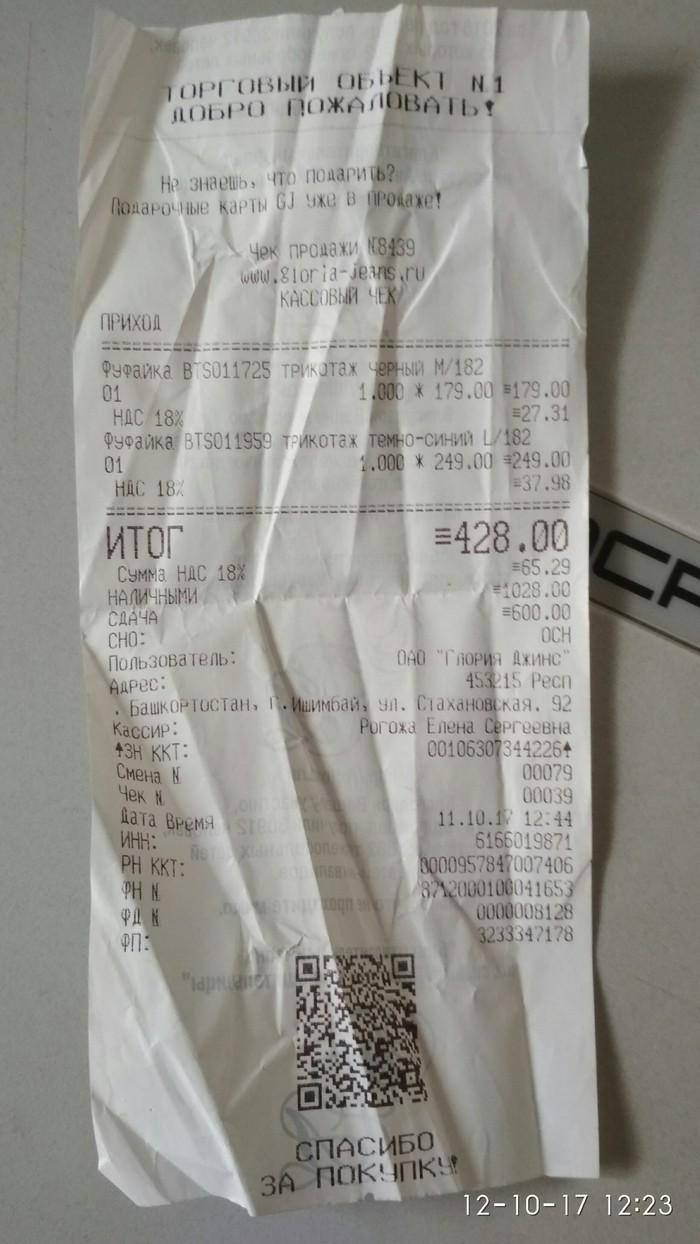 ТОРГОВЫЙ ОБЪЕКТ N1
ДОБРО ПОЖАЛОВАТЬ!
Не знаешь, что подарить?
Подарочные карты GJ уже в продаже!
Чек продажи N8439
www.gloria-jeans.ru
КАССОВЫЙ ЧЕК
ПРИХОД
Фуфайка BTS011725 трикотаж черный M/182
01 1.000 * 179.00 ≡179.00
НДС 18% ≡27.31
Фуфайка BTS011959 трикотаж темно-синий L/182
01 1.000 * 249.00 ≡249.00
НДС 18% ≡37.98
ИТОГ ≡428.00
Сумма НДС 18% ≡65.29
НАЛИЧНЫМИ ≡1028.00
СДАЧА ≡600.00
СНО: ОСН
Пользователь: ОАО "Глория Джинс"
Адрес: 453215 Респ
. Башкортостан, г.Ишимбай, ул. Стахановская. 92
Кассир: Рогожа Елена Сергеевна
ЗН ККТ: 00106307344226
Смена N 00079
Чек N 00039
Дата Время 11.10.17 12:44
ИНН: 6166019871
РН ККТ: 0000957847007406
ФН N 8712000100041653
ФД N 0000008128
ФП: 3233347178
СПАСИБО
ЗА ПОКУПКУ!
12-10-17 12:23